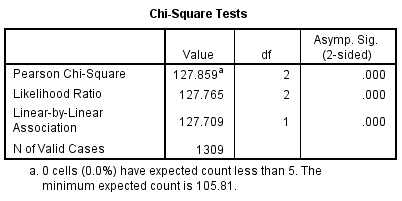 Chi-Square Tests
Value df Asymp. Sig. (2-sided)
Pearson Chi-Square 127.859a 2 .000
Likelihood Ratio 127.765 2 .000
Linear-by-Linear Association 127.709 1 .000
N of Valid Cases 1309
a. 0 cells (0.0%) have expected count less than 5. The
minimum expected count is 105.81.